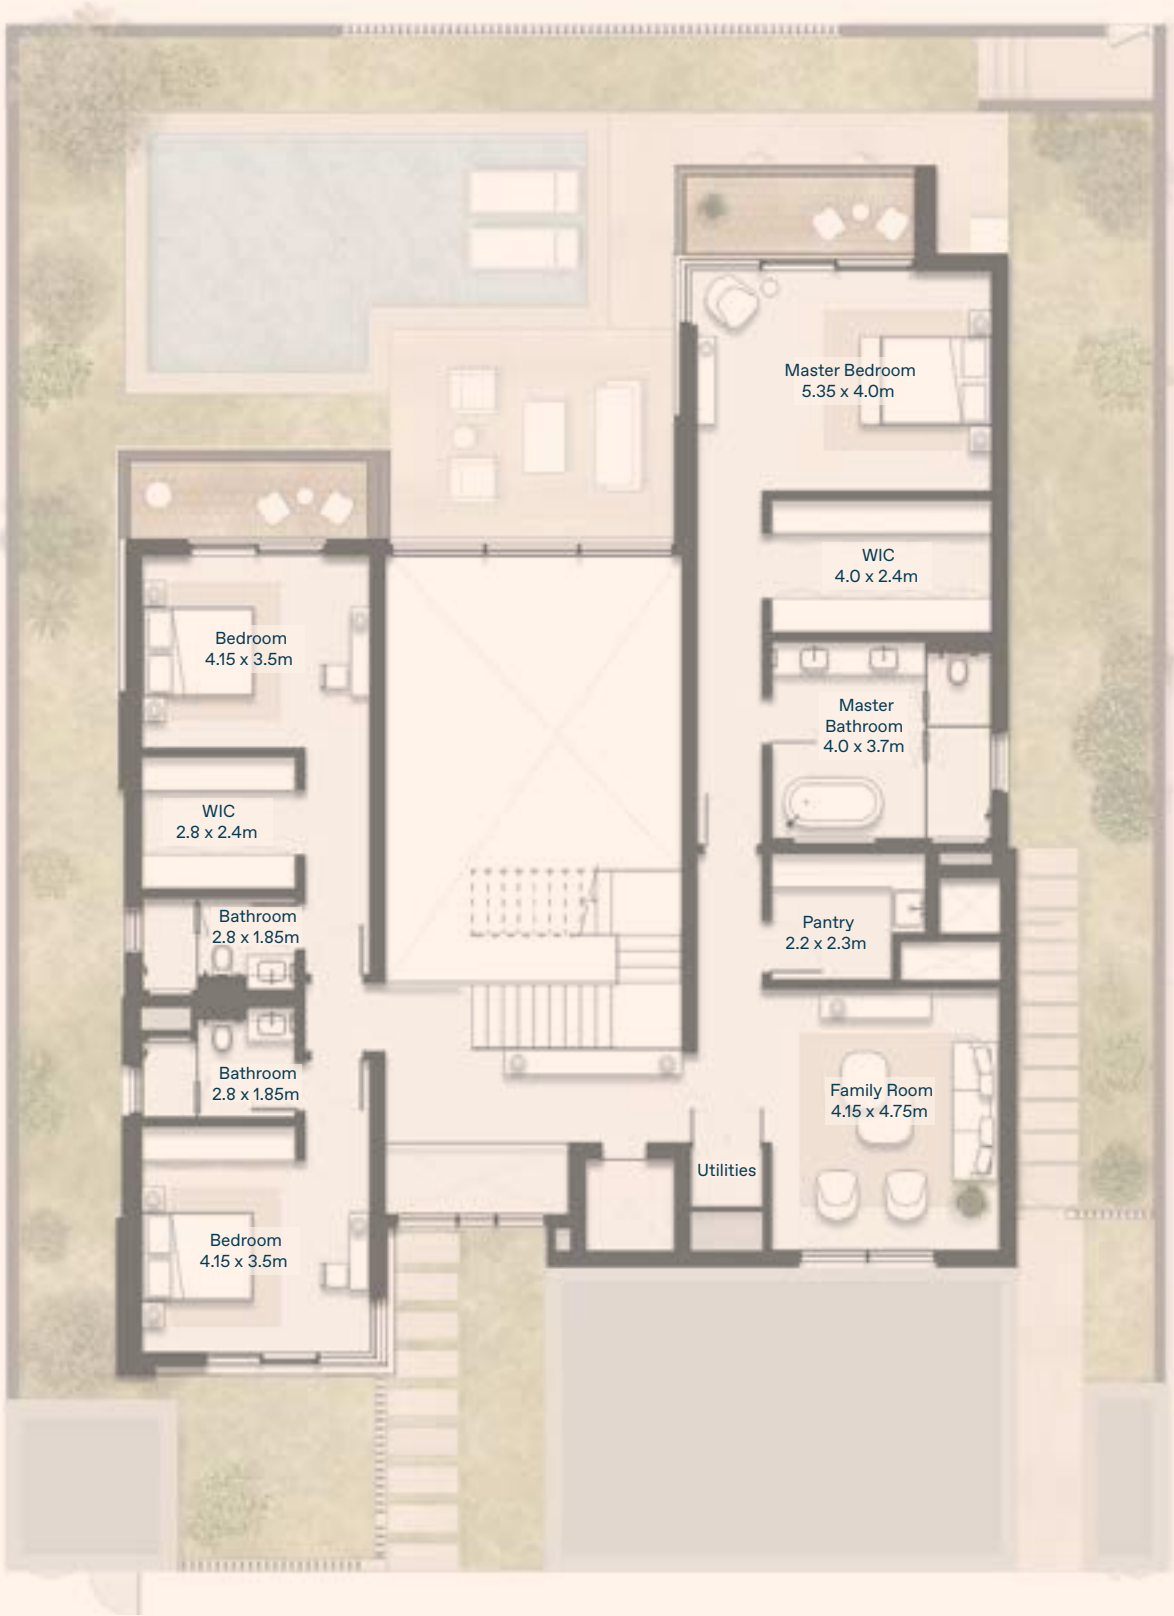 Master Bedroom
5.35 x 4.0m
WIC
4.0 x 2.4m
Bedroom
4.15 x 3.5m
Master
Bathroom
4.0 x 3.7m
WIC
2.8 x 2.4m
Bathroom
2.8 x 1.85m
Pantry
2.2 x 2.3m
Bathroom
2.8 x 1.85m
Family Room
4.15 x 4.75m
Utilities
Bedroom
4.15 x 3.5m